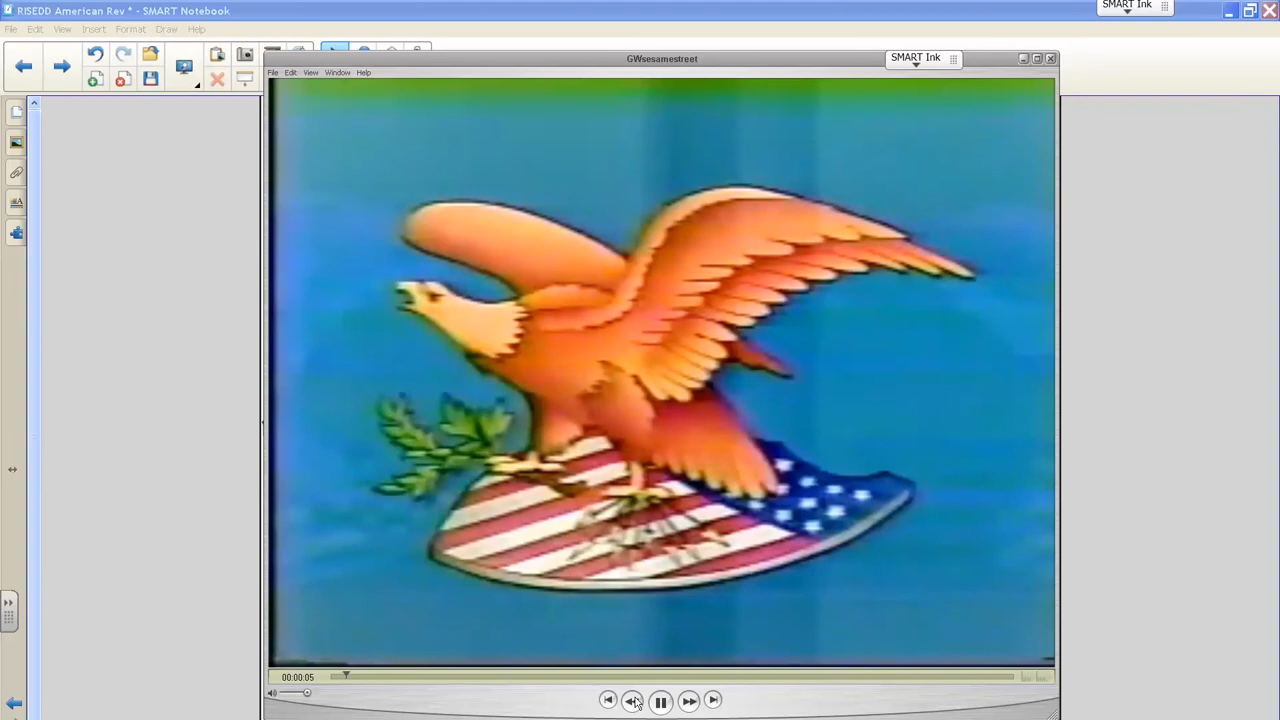 RISEDD American Rev * - SMART Notebook
SMART Ink
File Edit View Insert Format Draw Help
GWsesamestreet
SMART Ink
File Edit View Window Help
00:00:05